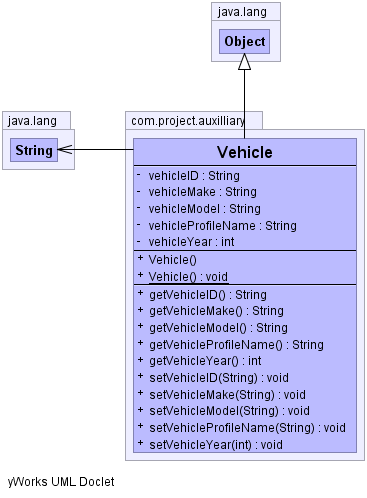 java.lang
Object
java.lang
String
com.project.auxilliary
Vehicle
- vehicleID : String
- vehicleMake : String
- vehicleModel : String
- vehicleProfileName : String
- vehicleYear : int
+ Vehicle()
+ Vehicle() : void
+ getVehicleID() : String
+ getVehicleMake() : String
+ getVehicleModel() : String
+ getVehicleProfileName() : String
+ getVehicleYear() : int
+ setVehicleID(String) : void
+ setVehicleMake(String) : void
+ setVehicleModel(String) : void
+ setVehicleProfileName(String) : void
+ setVehicleYear(int) : void
yWorks UML Doclet